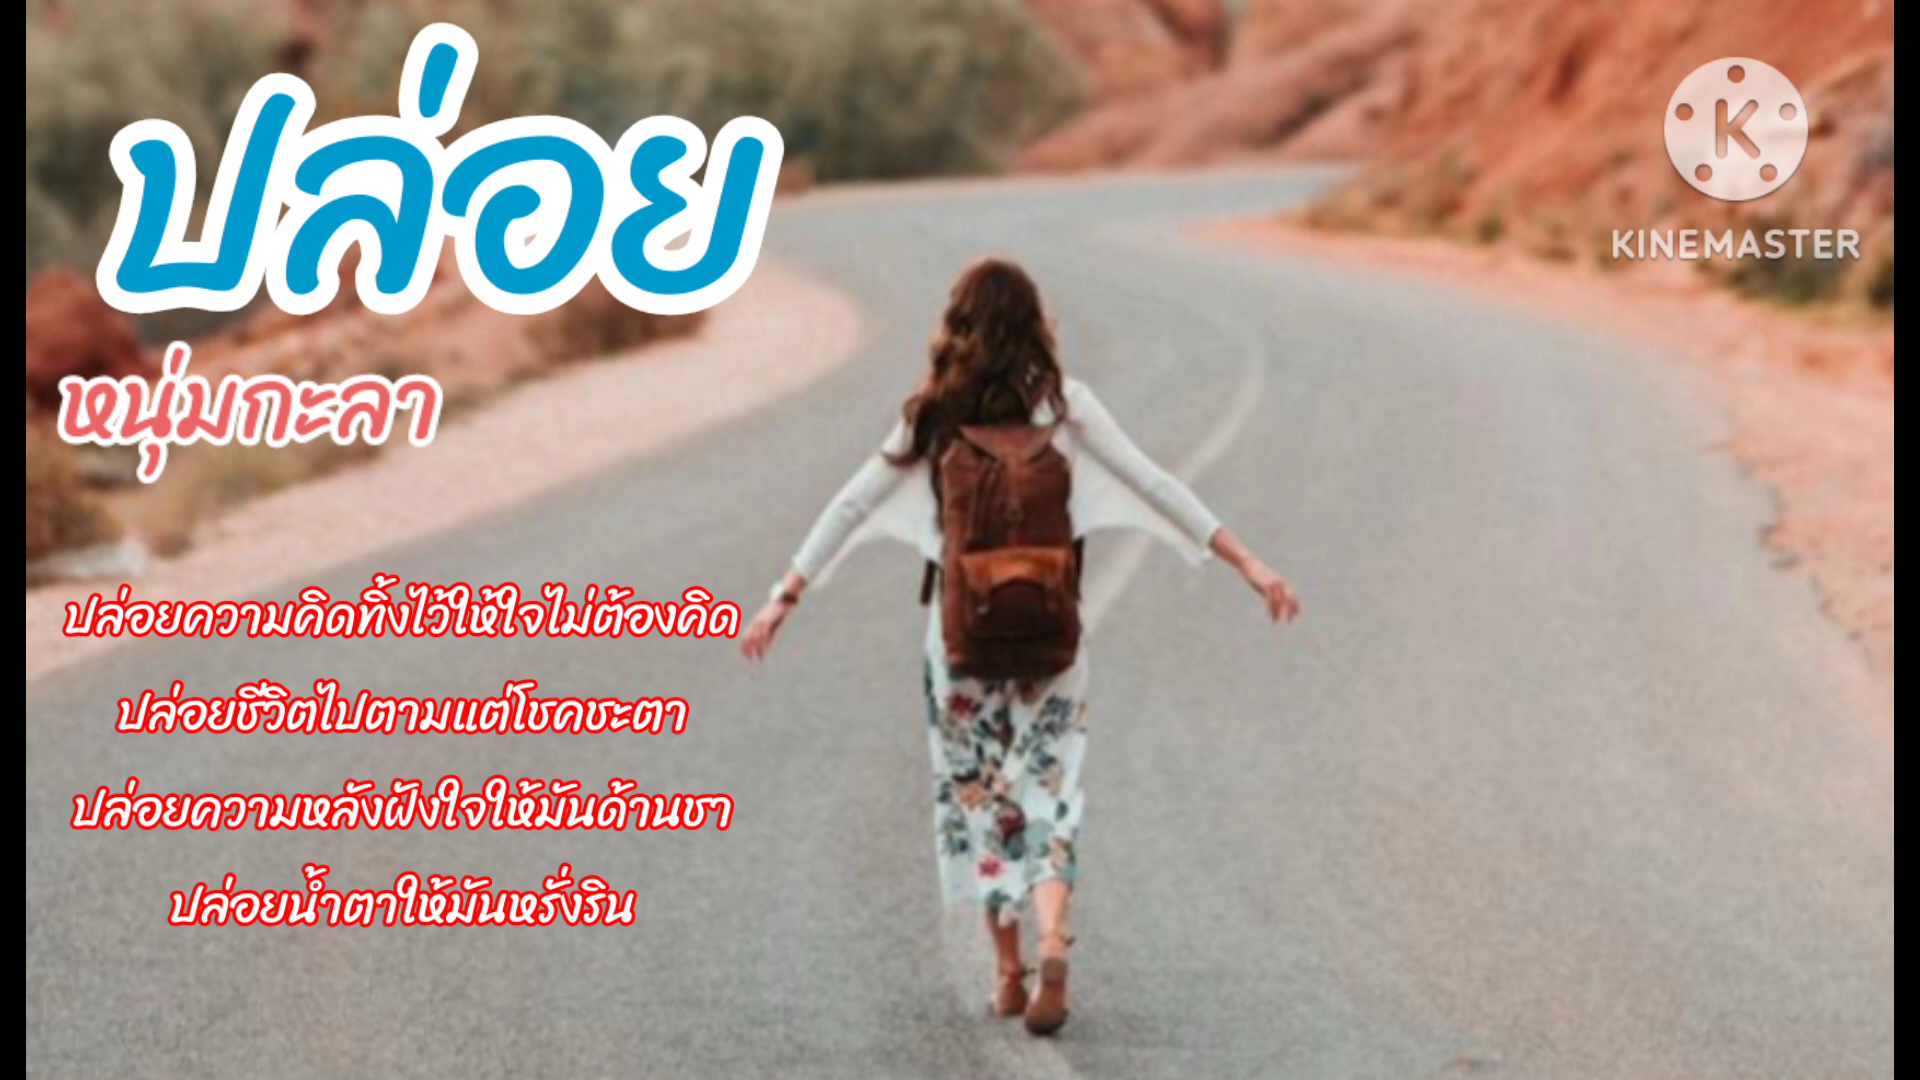 ปล่อย
หนุ่มกะลา
ปล่อยความคิดทิ้งไว้ให้ใจไม่ต้องคิด
ปล่อยชีวิตไปตามแต่โชคชะตา
ปล่อยความหลังฝังใจให้มันด้านชา
ปล่อยน้ำตาให้มันหรั่งริน
K
KINEMASTER